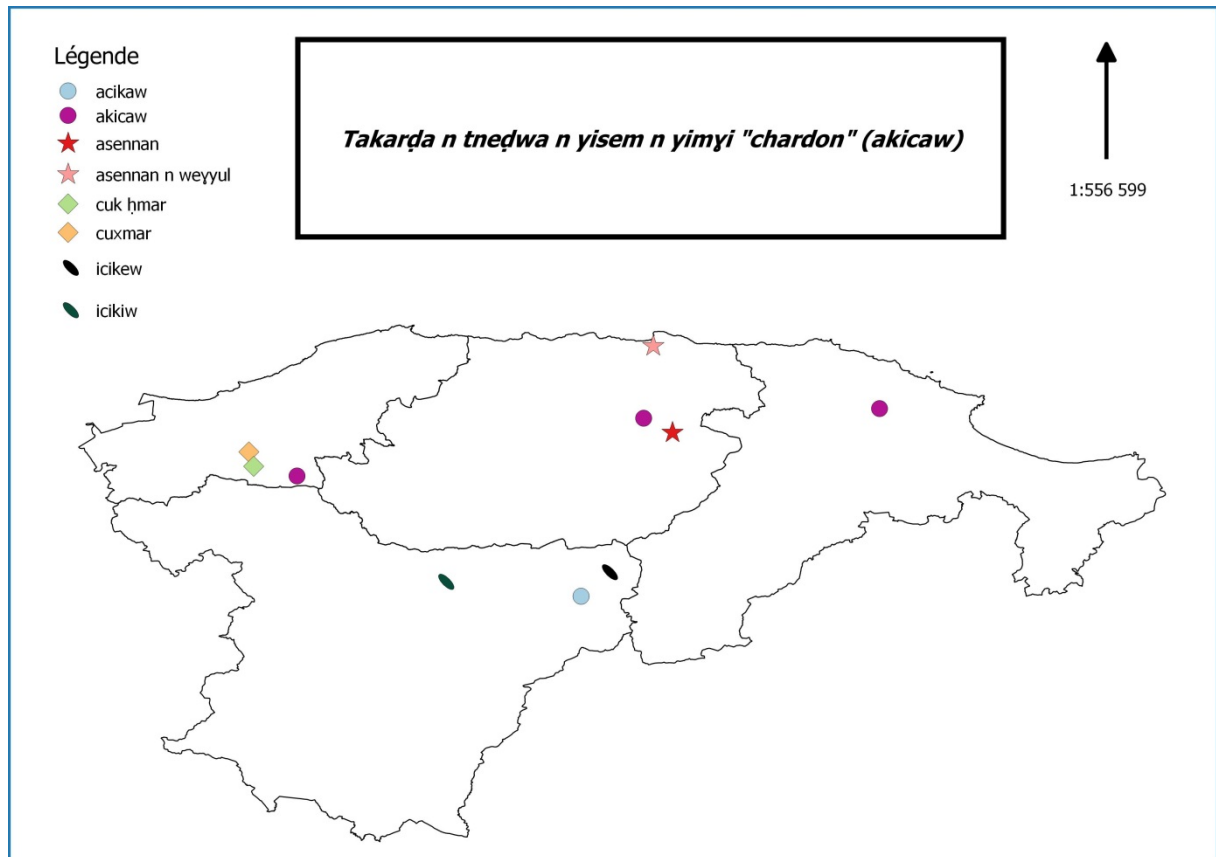 Légende
acikaw
akicaw
asennan
asennan n weɣyul
cuk ḥmar
cuxmar
icikew
icikiw
Takarḍa n tneḍwa n yisem n yimɣi "chardon" (akicaw)
1:556 599